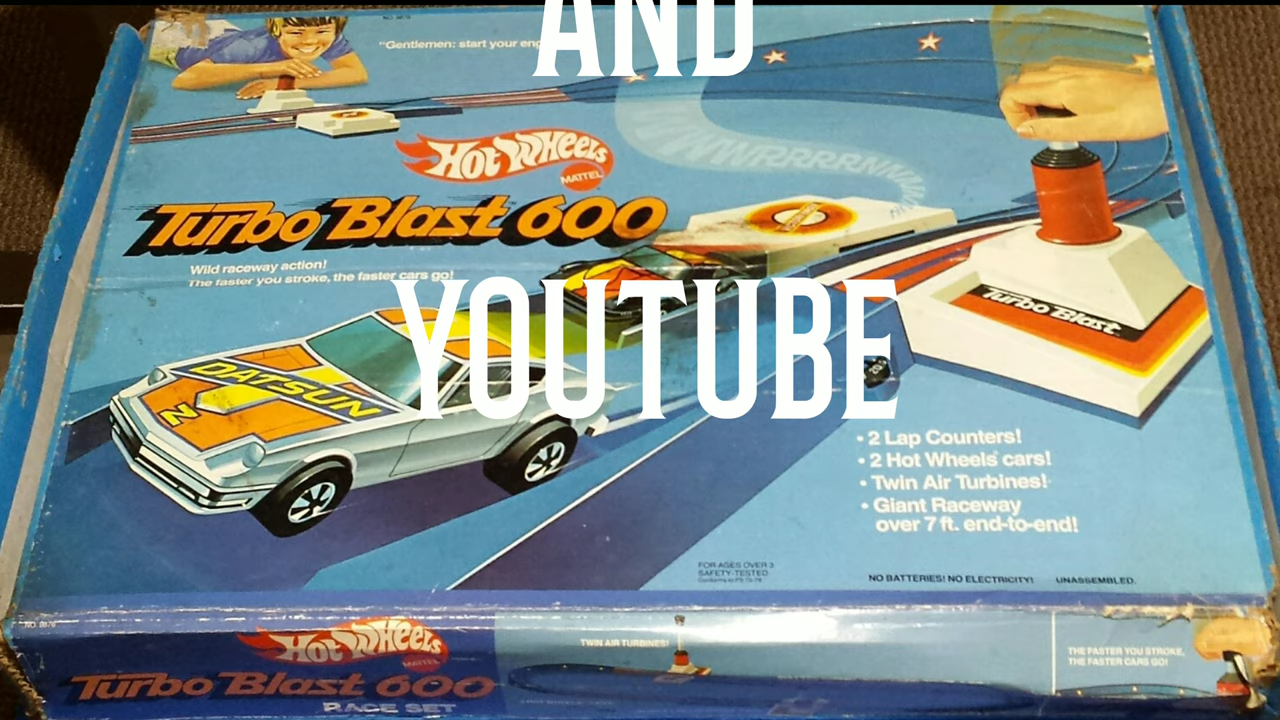 AND
YOUTUBE
"Gentlemen: start your
HOT WHEELS
MATTEL
Turbo Blast 600
Wild raceway action!
The faster you stroke, the faster cars go!
DATSUN
Z
Turbo Blast
• 2 Lap Counters!
• 2 Hot Wheels cars!
• Twin Air Turbines!
• Giant Raceway
over 7 ft. end-to-end!
FOR AGES OVER 3
SAFETY-TESTED
NO BATTERIES! NO ELECTRICITY! UNASSEMBLED.
HOT WHEELS
MATTEL
Turbo Blast 600
RACE SET
TWIN AIR TURBINES!
THE FASTER YOU STROKE,
THE FASTER CARS GO!